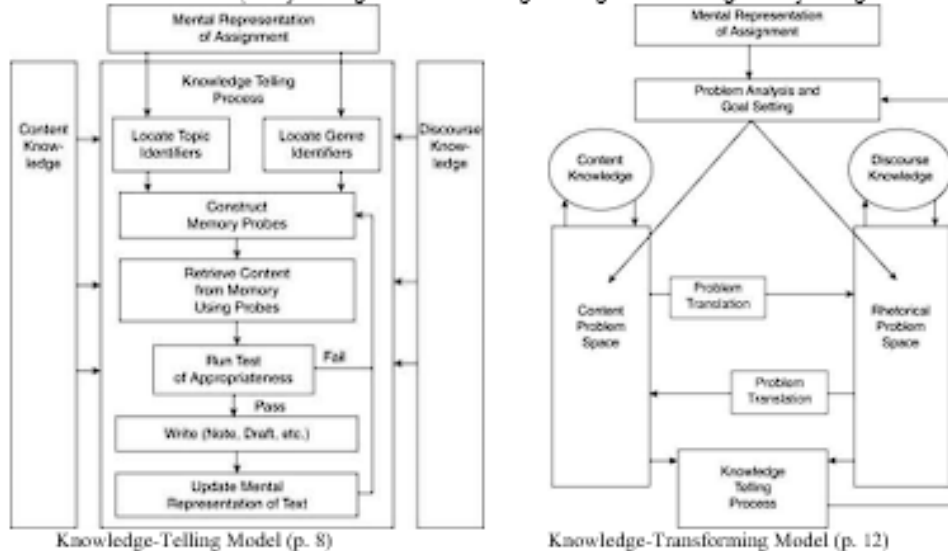 Mental Representation
of Assignment
Knowledge Telling
Process
Content
Know-
ledge
Locate Topic
Identifiers
Locate Genre
Identifiers
Discourse
Know-
ledge
Construct
Memory Probes
Retrieve Content
from Memory
Using Probes
Run Test
of Appropriateness
Fail
Pass
Write (Note, Draft, etc.)
Update Mental
Representation of Text
Knowledge-Telling Model (p. 8)
Mental Representation
of Assignment
Problem Analysis and
Goal Setting
Content
Knowledge
Discourse
Knowledge
Problem
Translation
Content
Problem
Space
Rhetorical
Problem
Space
Problem
Translation
Knowledge
Telling
Process
Knowledge-Transforming Model (p. 12)